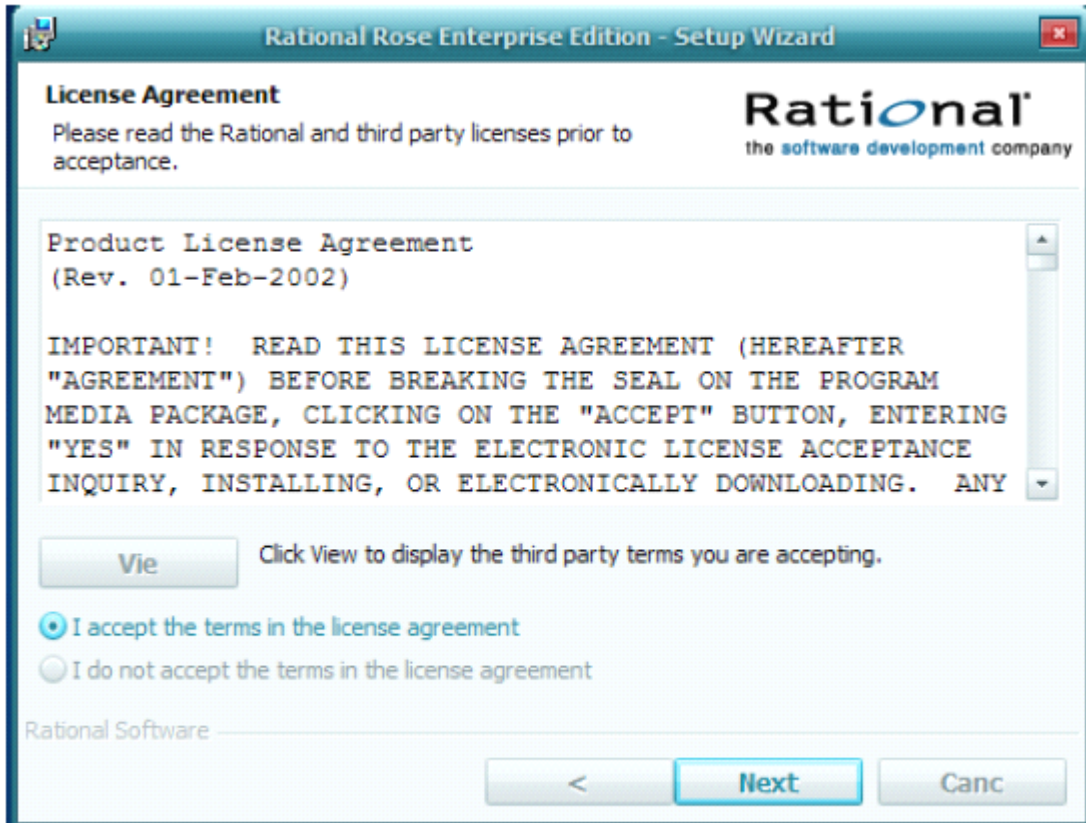 Rational Rose Enterprise Edition - Setup Wizard
License Agreement
Please read the Rational and third party licenses prior to
acceptance.
Rational
the software development company
Product License Agreement
(Rev. 01-Feb-2002)
IMPORTANT!  READ THIS LICENSE AGREEMENT (HEREAFTER
"AGREEMENT") BEFORE BREAKING THE SEAL ON THE PROGRAM
MEDIA PACKAGE, CLICKING ON THE "ACCEPT" BUTTON, ENTERING
"YES" IN RESPONSE TO THE ELECTRONIC LICENSE ACCEPTANCE
INQUIRY, INSTALLING, OR ELECTRONICALLY DOWNLOADING.  ANY
Vie
Click View to display the third party terms you are accepting.
I accept the terms in the license agreement
I do not accept the terms in the license agreement
Rational Software
<
Next
Canc